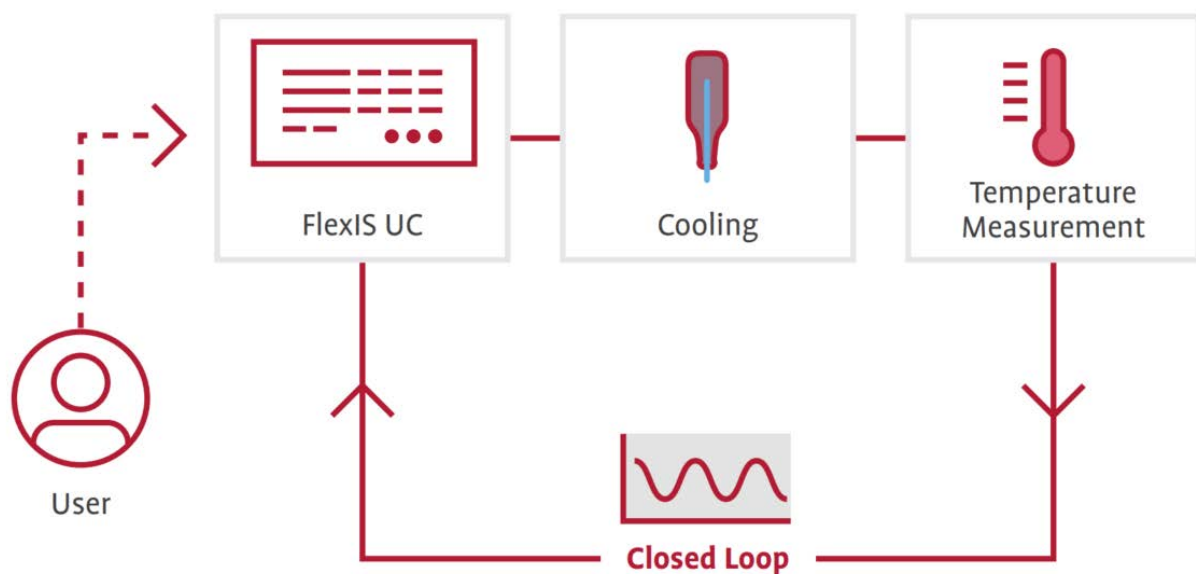 FlexIS UC
Cooling
Temperature
Measurement
User
Closed Loop